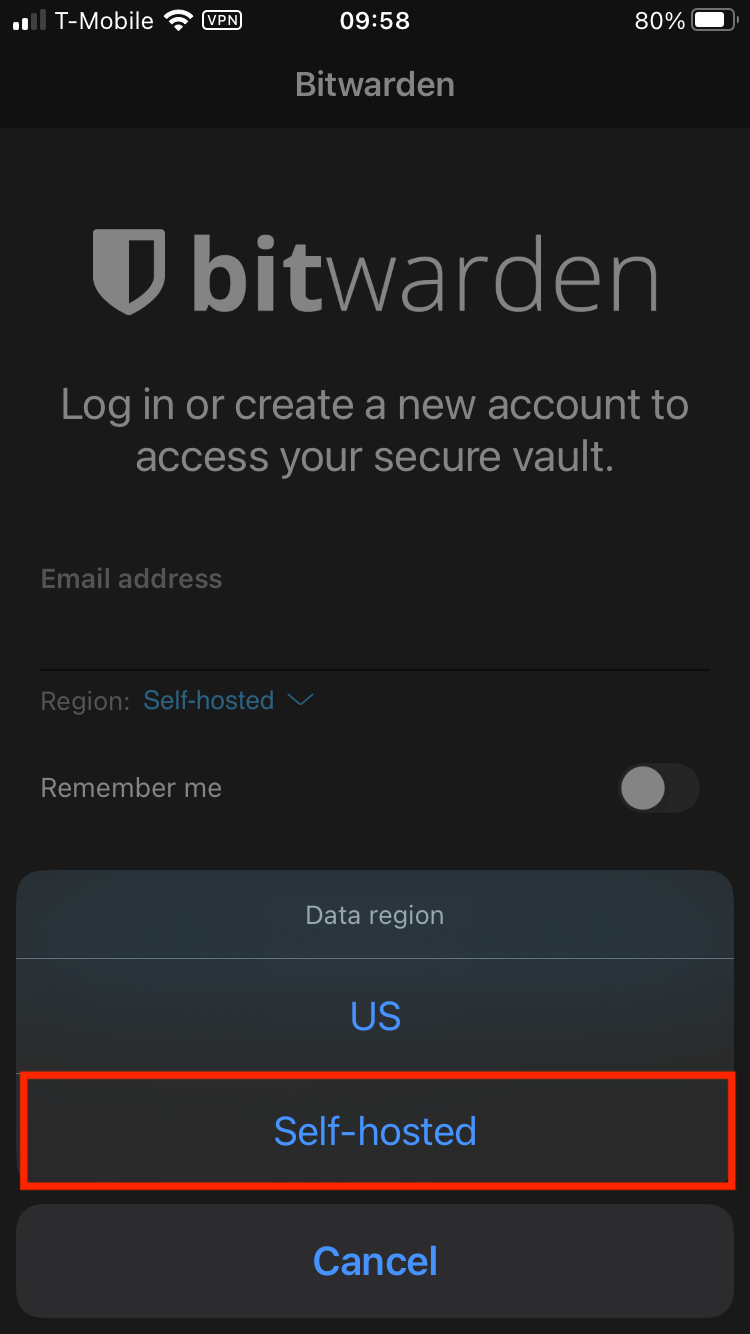 T-Mobile VPN 09:58 80%
Bitwarden
bitwarden
Log in or create a new account to
access your secure vault.
Email address
Region: Self-hosted
Remember me
Data region
US
Self-hosted
Cancel